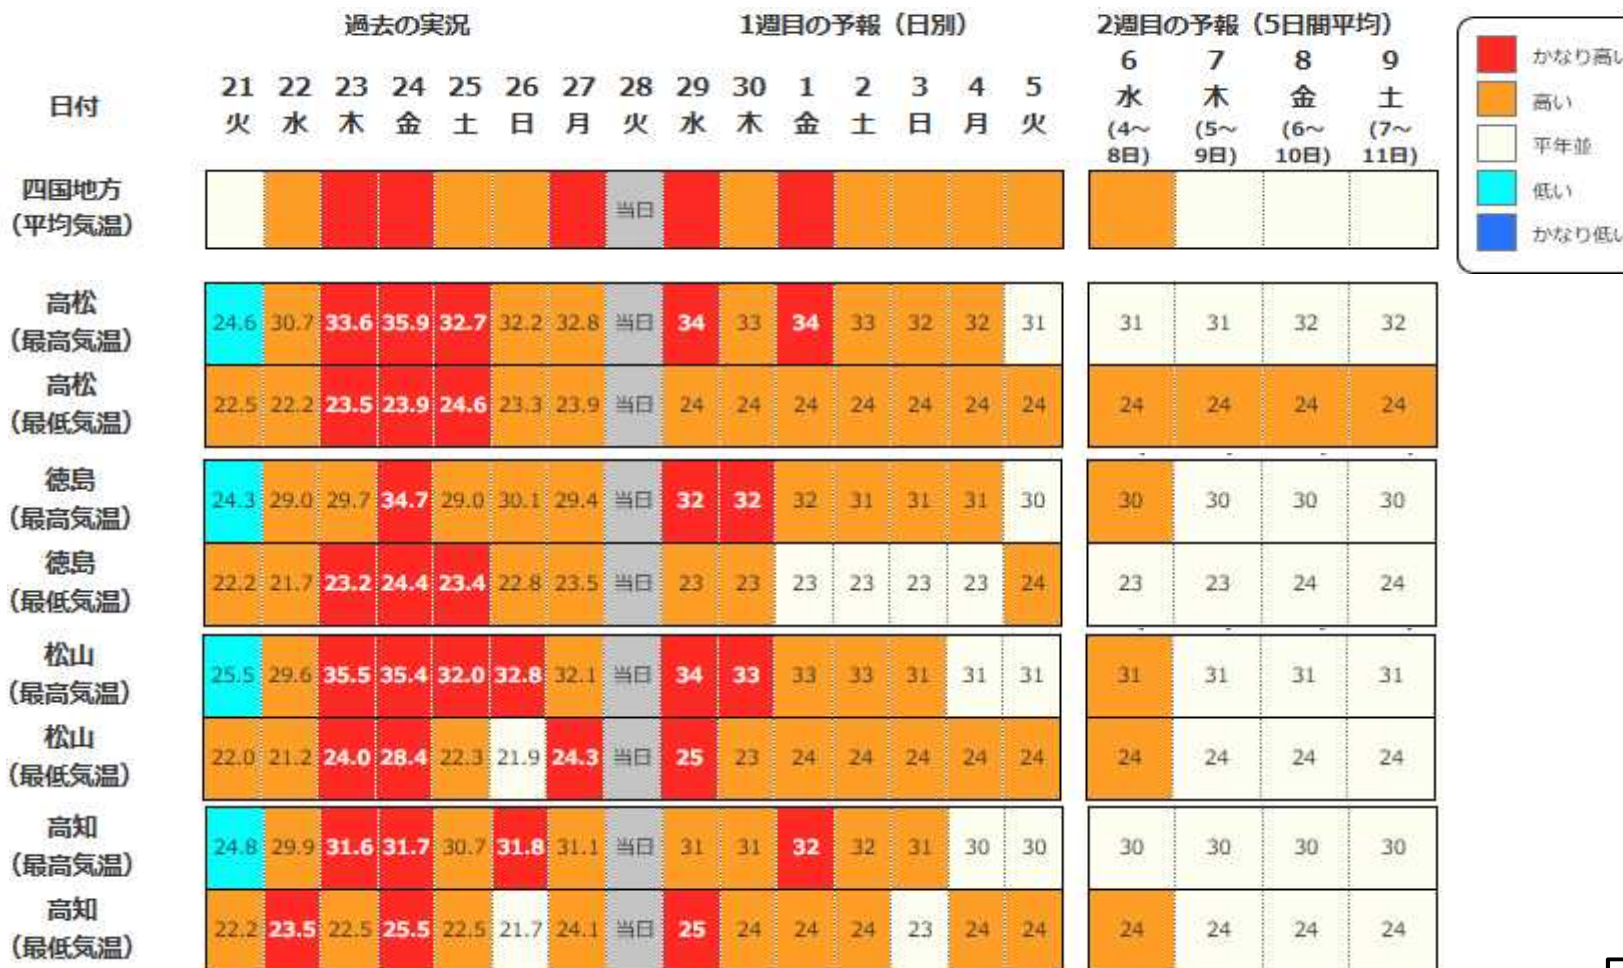 過去の実況 1週目の予報（日別） 2週目の予報（5日間平均）
日付 21 22 23 24 25 26 27 28 29 30 1 2 3 4 5 6 7 8 9
火 水 木 金 土 日 月 火 水 木 金 土 日 月 火 水 木 金 土
(4～8日) (5～9日) (6～10日) (7～11日)
かなり高い
高い
平年並
低い
かなり低い
四国地方
（平均気温） 当日
高松
（最高気温） 24.6 30.7 33.6 35.9 32.7 32.2 32.8 当日 34 33 34 33 32 32 31 31 31 32 32
高松
（最低気温） 22.5 22.2 23.5 23.9 24.6 23.3 23.9 当日 24 24 24 24 24 24 24 24 24 24 24
徳島
（最高気温） 24.3 29.0 29.7 34.7 29.0 30.1 29.4 当日 32 32 32 31 31 31 30 30 30 30 30
徳島
（最低気温） 22.2 21.7 23.2 24.4 23.4 22.8 23.5 当日 23 23 23 23 23 23 24 23 23 24 24
松山
（最高気温） 25.5 29.6 35.5 35.4 32.0 32.8 32.1 当日 34 33 33 33 31 31 31 31 31 31 31
松山
（最低気温） 22.0 21.2 24.0 28.4 22.3 21.9 24.3 当日 25 23 24 24 24 24 24 24 24 24 24
高知
（最高気温） 24.8 29.9 31.6 31.7 30.7 31.8 31.1 当日 31 31 32 32 31 30 30 30 30 30 30
高知
（最低気温） 22.2 23.5 22.5 25.5 22.5 21.7 24.1 当日 25 24 24 24 23 24 24 24 24 24 24